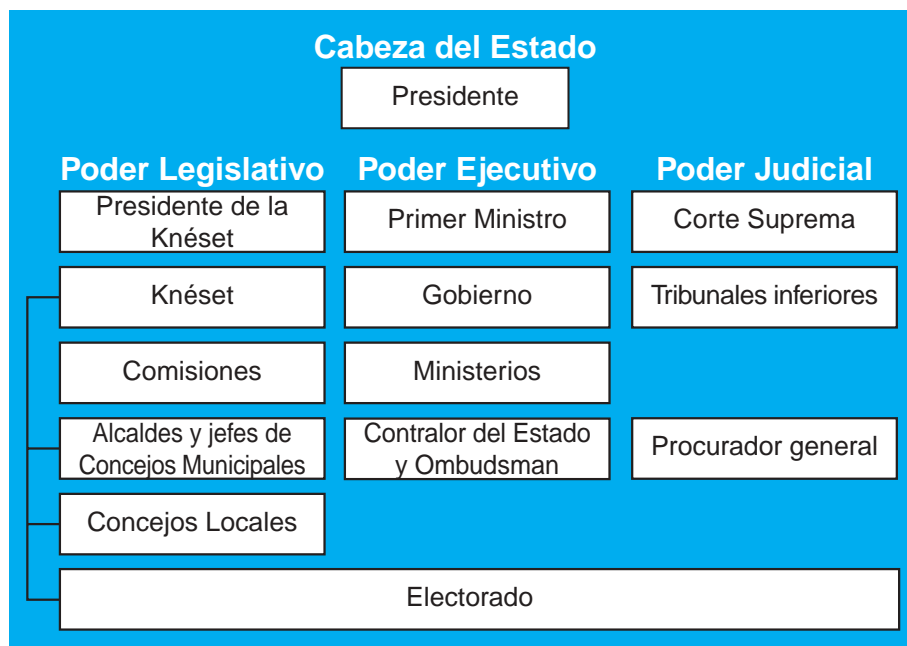 Cabeza del Estado
Presidente
Poder Legislativo
Poder Ejecutivo
Poder Judicial
Presidente de la
Knéset
Primer Ministro
Corte Suprema
Knéset
Gobierno
Tribunales inferiores
Comisiones
Ministerios
Alcaldes y jefes de
Concejos Municipales
Contralor del Estado
y Ombudsman
Procurador general
Concejos Locales
Electorado